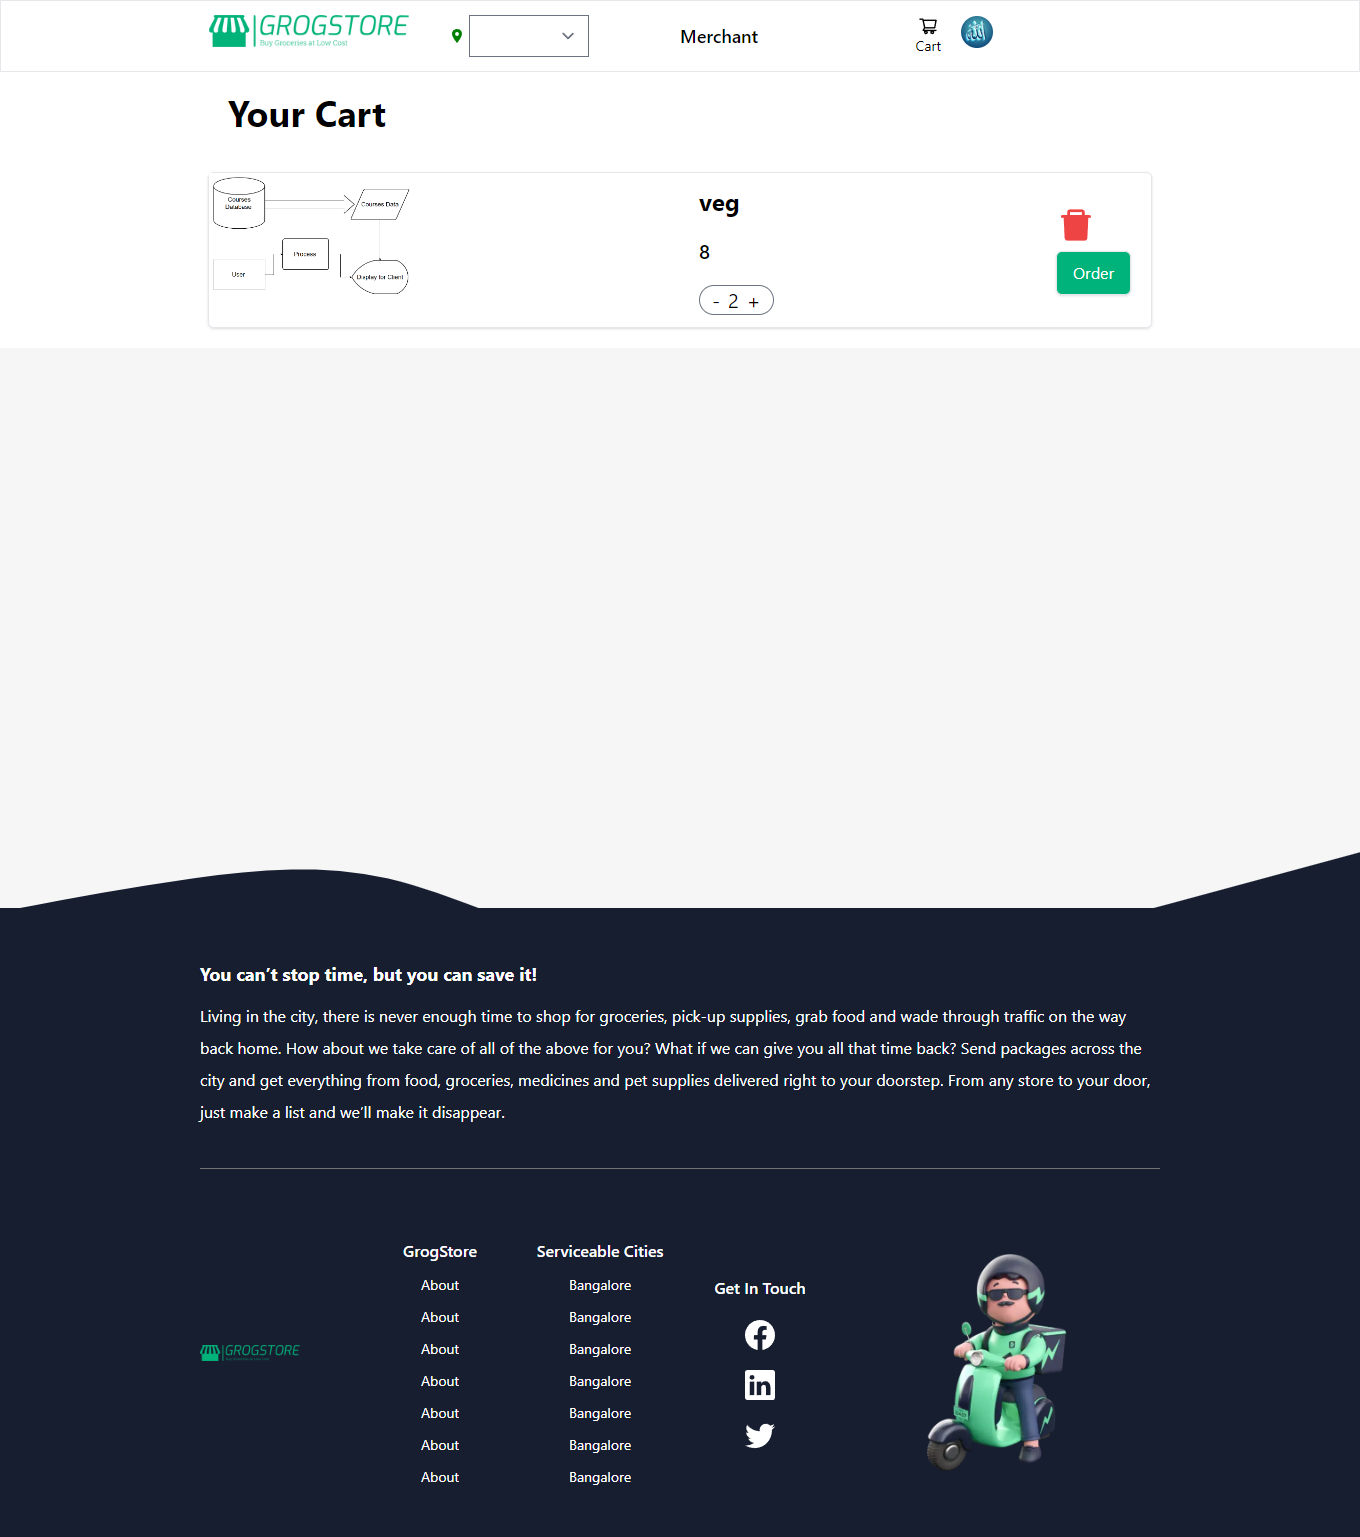 GROGSTORE
Buy Groceries at Low Cost
Merchant
Cart
Your Cart
Courses
Database
Courses Data
Process
User
Display for Client
veg
8
- 2 +
Order
You can’t stop time, but you can save it!
Living in the city, there is never enough time to shop for groceries, pick-up supplies, grab food and wade through traffic on the way
back home. How about we take care of all of the above for you? What if we can give you all that time back? Send packages across the
city and get everything from food, groceries, medicines and pet supplies delivered right to your doorstep. From any store to your door,
just make a list and we’ll make it disappear.
GROGSTORE
GrogStore
About
About
About
About
About
About
About
Serviceable Cities
Bangalore
Bangalore
Bangalore
Bangalore
Bangalore
Bangalore
Bangalore
Get In Touch